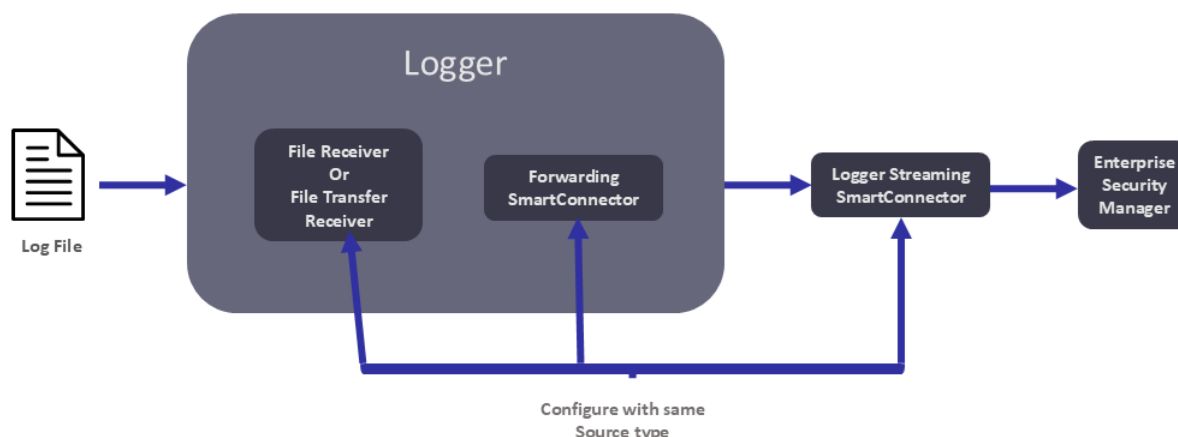 Logger
File Receiver
Or
File Transfer
Receiver
Forwarding
SmartConnector
Logger Streaming
SmartConnector
Enterprise
Security
Manager
Log File
Configure with same
Source type